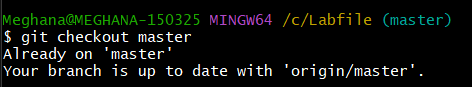 Meghana@MEGHANA-150325 MINGW64 /c/Labfile (master)
$ git checkout master
Already on 'master'
Your branch is up to date with 'origin/master'.